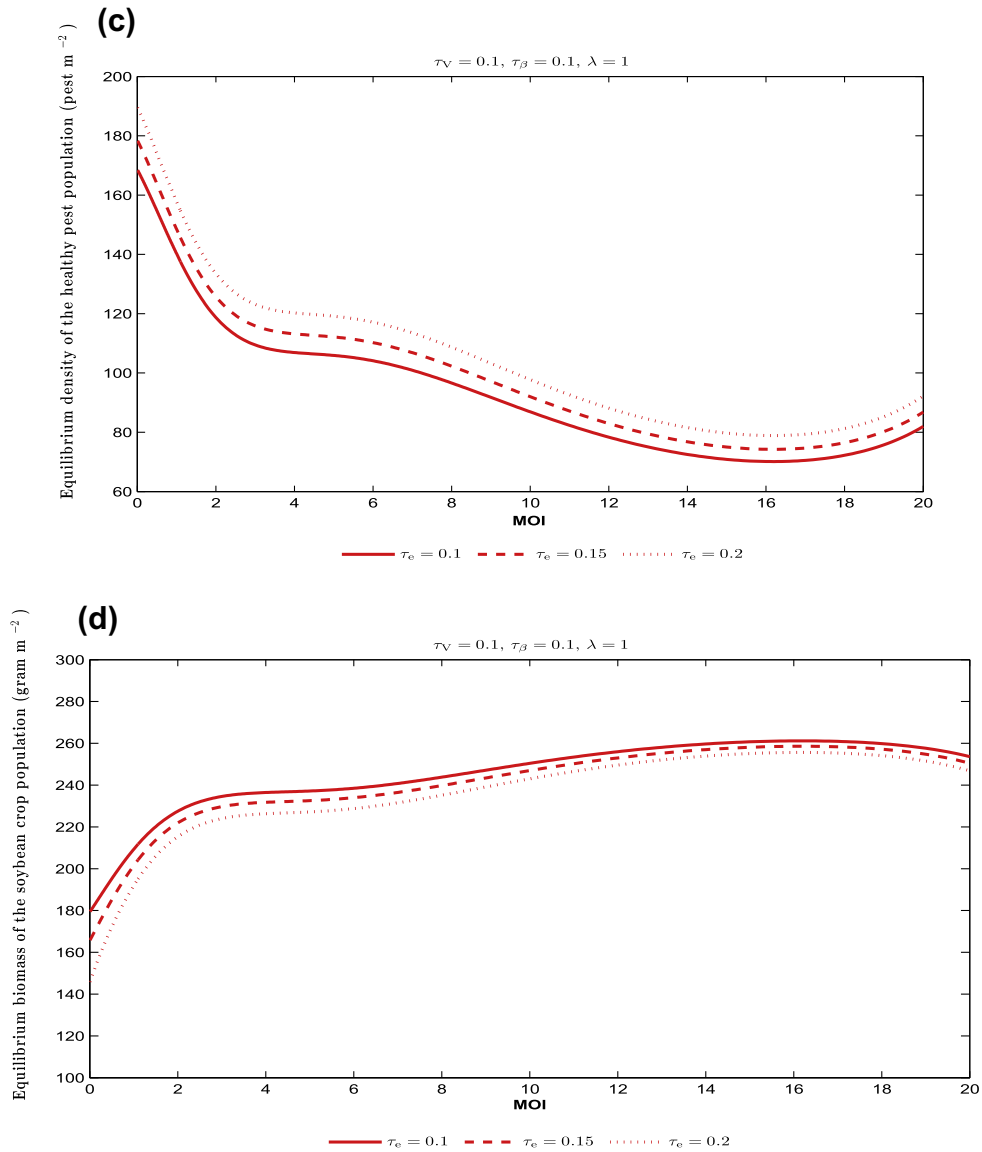 (c)
τV = 0.1, τβ = 0.1, λ = 1
Equilibrium density of the healthy pest population (pest m −2 )
200
180
160
140
120
100
80
60
0 2 4 6 8 10 12 14 16 18 20
MOI
τe = 0.1 τe = 0.15 τe = 0.2
(d)
τV = 0.1, τβ = 0.1, λ = 1
Equilibrium biomass of the soybean crop population (gram m −2 )
300
280
260
240
220
200
180
160
140
120
100
0 2 4 6 8 10 12 14 16 18 20
MOI
τe = 0.1 τe = 0.15 τe = 0.2